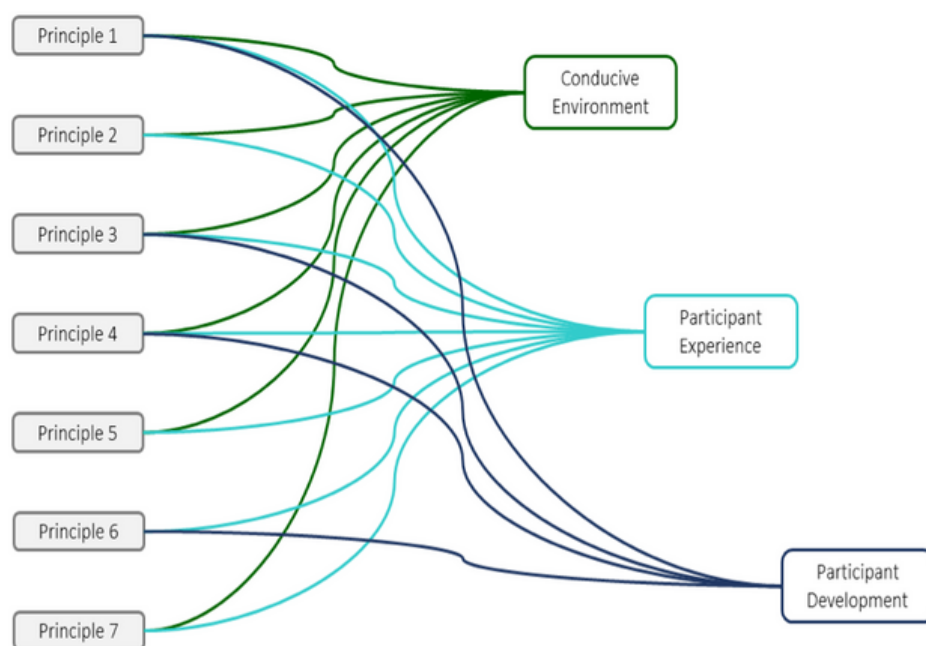 Principle 1
Conducive
Environment
Principle 2
Principle 3
Participant
Experience
Principle 4
Principle 5
Principle 6
Participant
Development
Principle 7